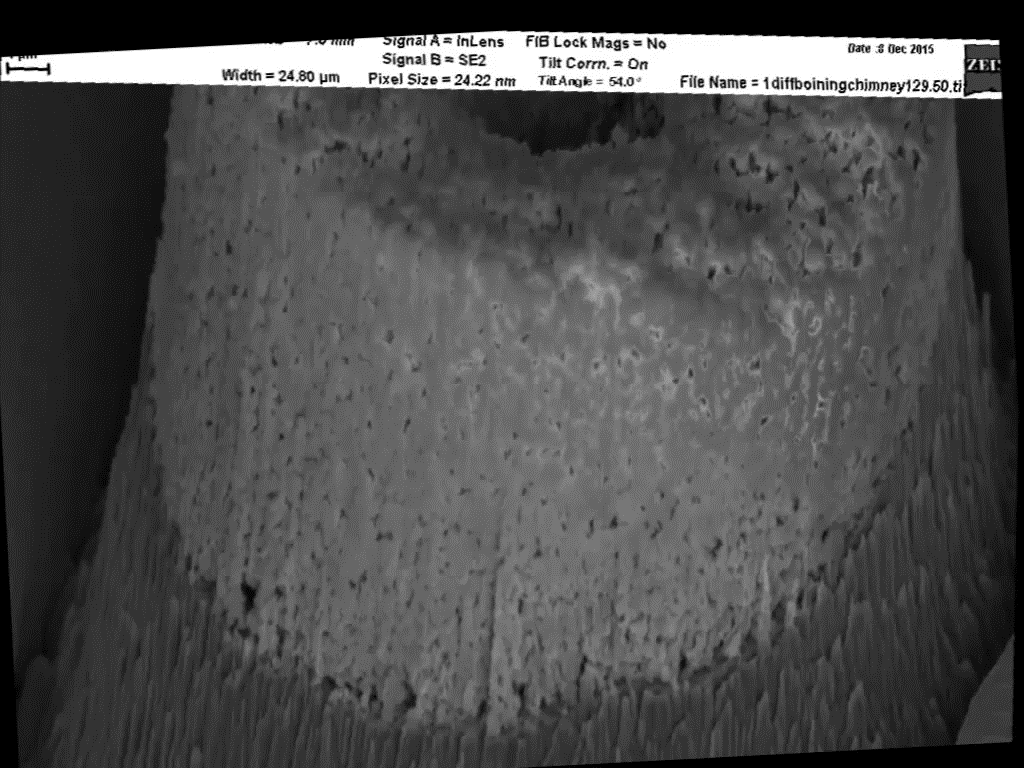 Signal A = InLens FIB Lock Mags = No Date :8 Dec 2015
Signal B = SE2 Tilt Corrn. = On
Width = 24.80 µm Pixel Size = 24.22 nm Tilt Angle = 54.0° File Name = 1diffboiningchimney129.50.ti